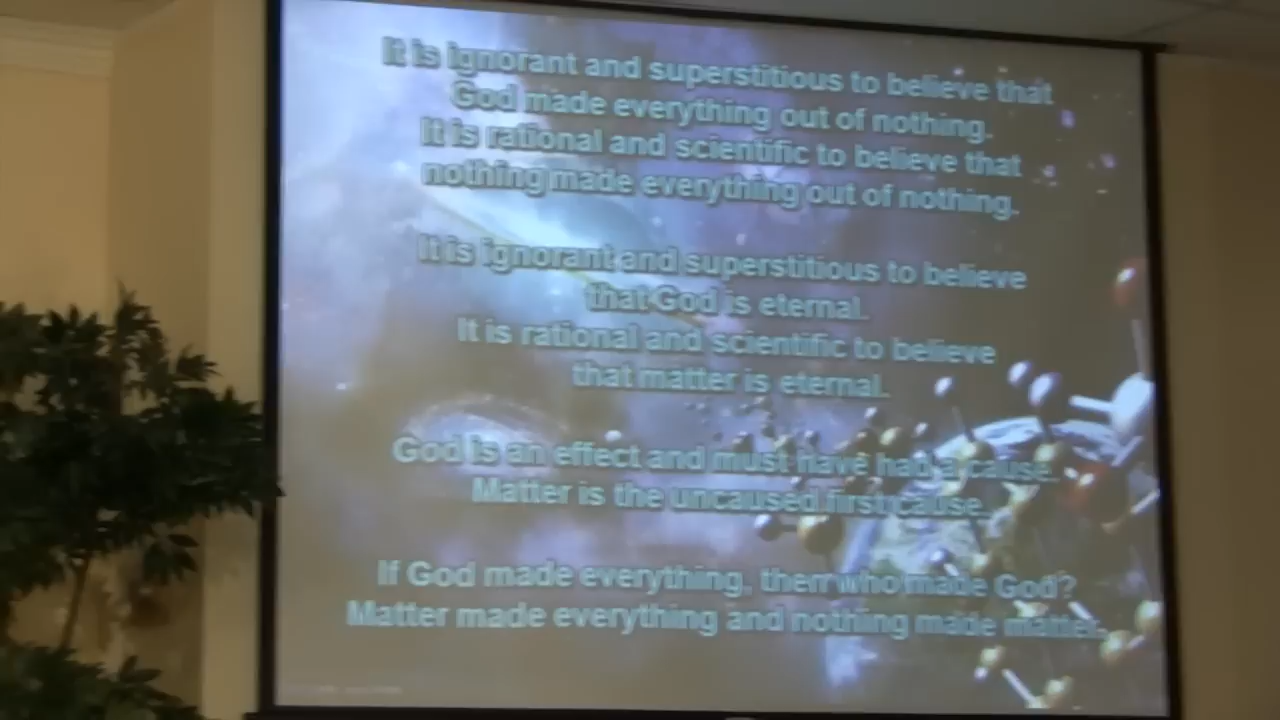 It is ignorant and superstitious to believe that
God made everything out of nothing.
It is rational and scientific to believe that
nothing made everything out of nothing.
It is ignorant and superstitious to believe
that God is eternal.
It is rational and scientific to believe
that matter is eternal.
God is an effect and must have had a cause.
Matter is the uncaused first cause.
If God made everything, then who made God?
Matter made everything and nothing made matter.